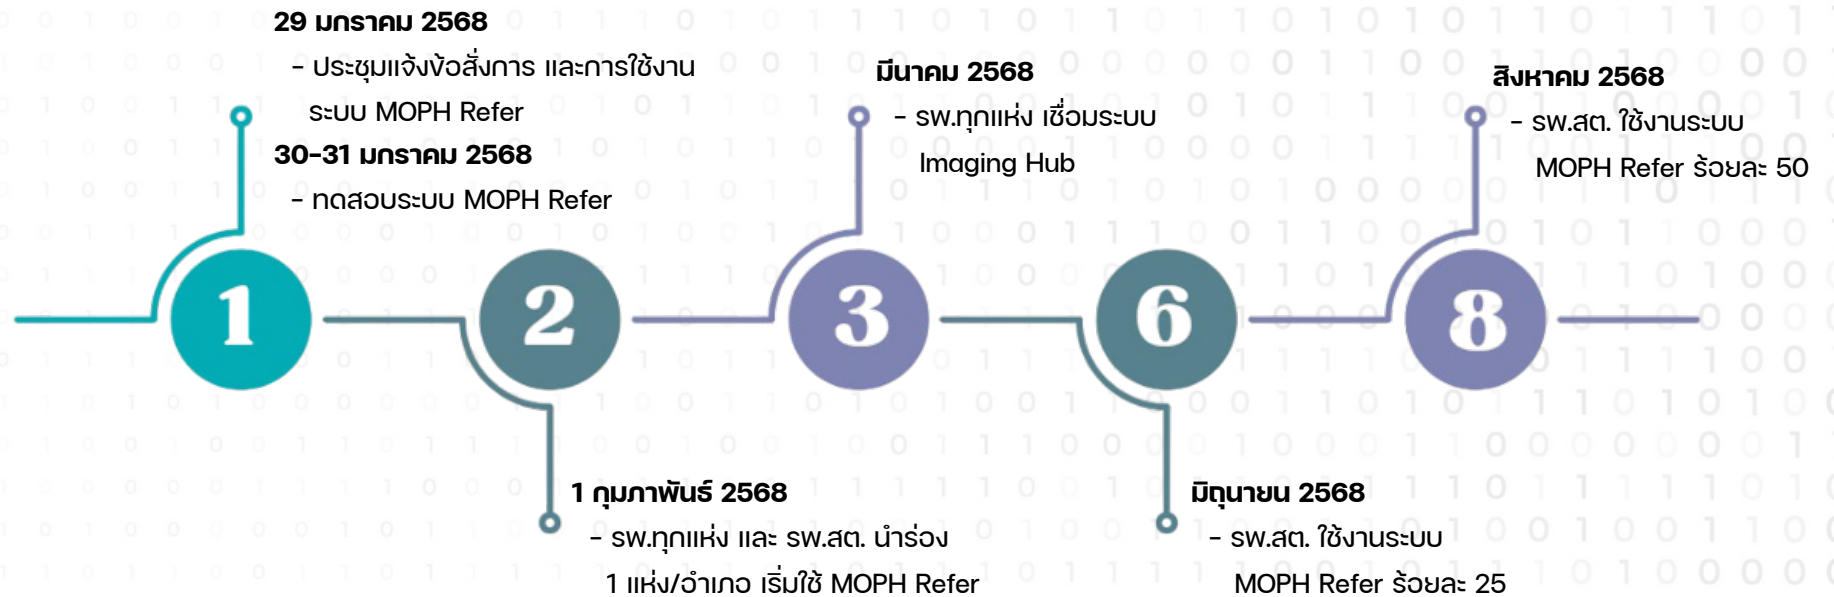 29 มกราคม 2568
- ประชุมแจ้งข้อสั่งการ และการใช้งาน
ระบบ MOPH Refer
30-31 มกราคม 2568
- ทดสอบระบบ MOPH Refer
มีนาคม 2568
- รพ.ทุกแห่ง เชื่อมระบบ
Imaging Hub
สิงหาคม 2568
- รพ.สต. ใช้งานระบบ
MOPH Refer ร้อยละ 50
1
2
3
6
8
1 กุมภาพันธ์ 2568
- รพ.ทุกแห่ง และ รพ.สต. นำร่อง
1 แห่ง/อำเภอ เริ่มใช้ MOPH Refer
มิถุนายน 2568
- รพ.สต. ใช้งานระบบ
MOPH Refer ร้อยละ 25